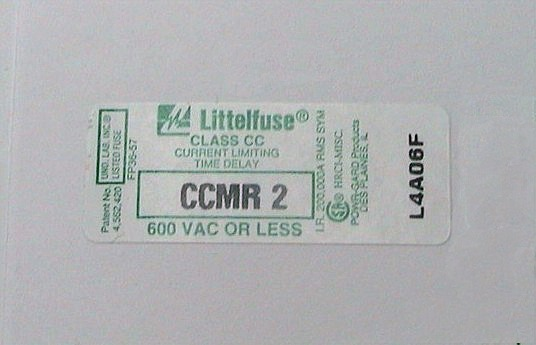 Littelfuse®
CLASS CC
CURRENT LIMITING
TIME DELAY
CCMR 2
600 VAC OR LESS
UND. LAB. INC.®
LISTED FUSE
FP36-57
Patent No.
4,562,420
I.R. 200,000A RMS SYM
HRCI-MISC.
POWR-GARD Products
DES PLAINES, IL
L4A06F